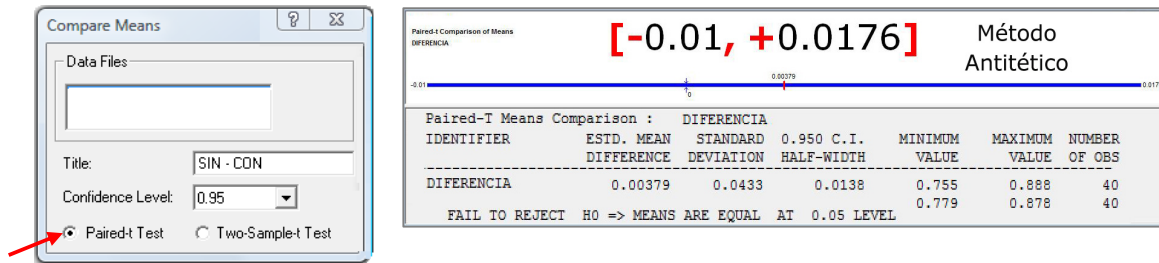 Compare Means
Data Files
Title:
SIN - CON
Confidence Level:
0.95
Paired-t Test
Two-Sample-t Test
Paired-t Comparison of Means
DIFERENCIA
[-0.01, +0.0176]
Método
Antitético
-0.01
0
0.00379
0.017
Paired-T Means Comparison : DIFERENCIA
IDENTIFIER ESTD. MEAN STANDARD 0.950 C.I. MINIMUM MAXIMUM NUMBER
DIFFERENCE DEVIATION HALF-WIDTH VALUE VALUE OF OBS
DIFERENCIA 0.00379 0.0433 0.0138 0.755 0.888 40
0.779 0.878 40
FAIL TO REJECT H0 => MEANS ARE EQUAL AT 0.05 LEVEL